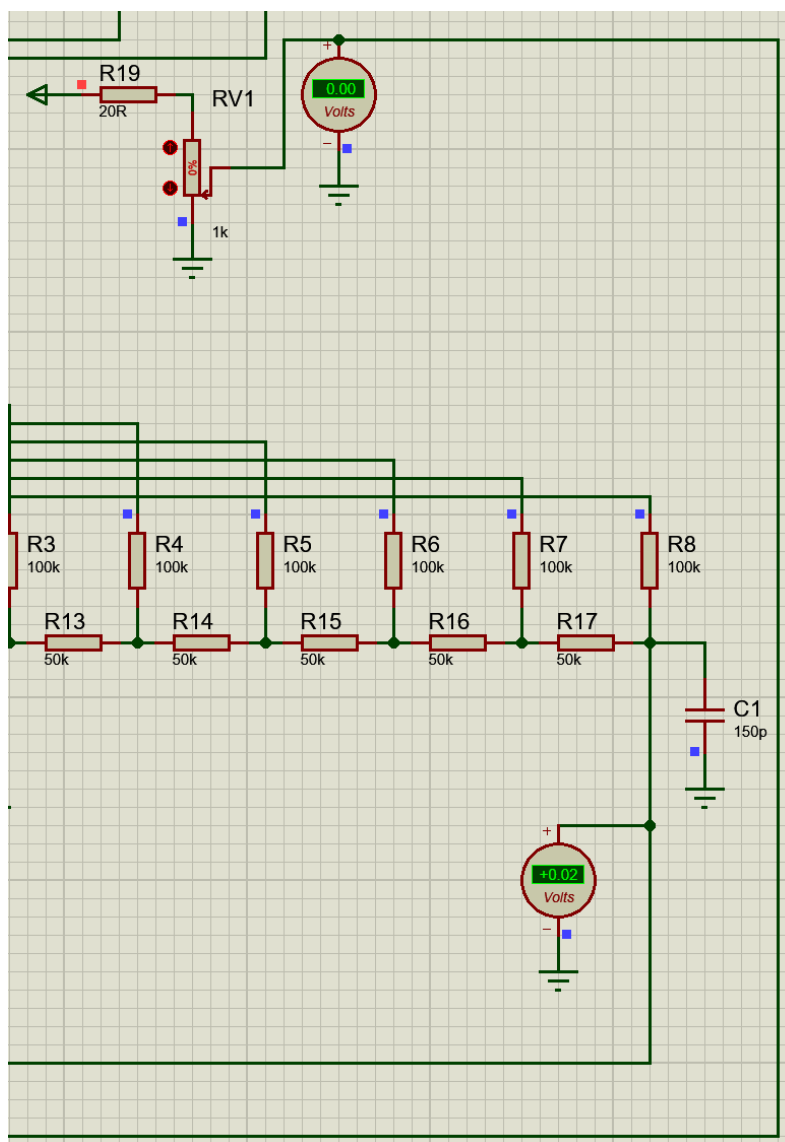 +
R19
0.00
RV1
20R
Volts
−
0%
1k
R3
R4
R5
R6
R7
R8
100k
100k
100k
100k
100k
100k
R13
R14
R15
R16
R17
50k
50k
50k
50k
50k
C1
150p
+
+0.02
Volts
−